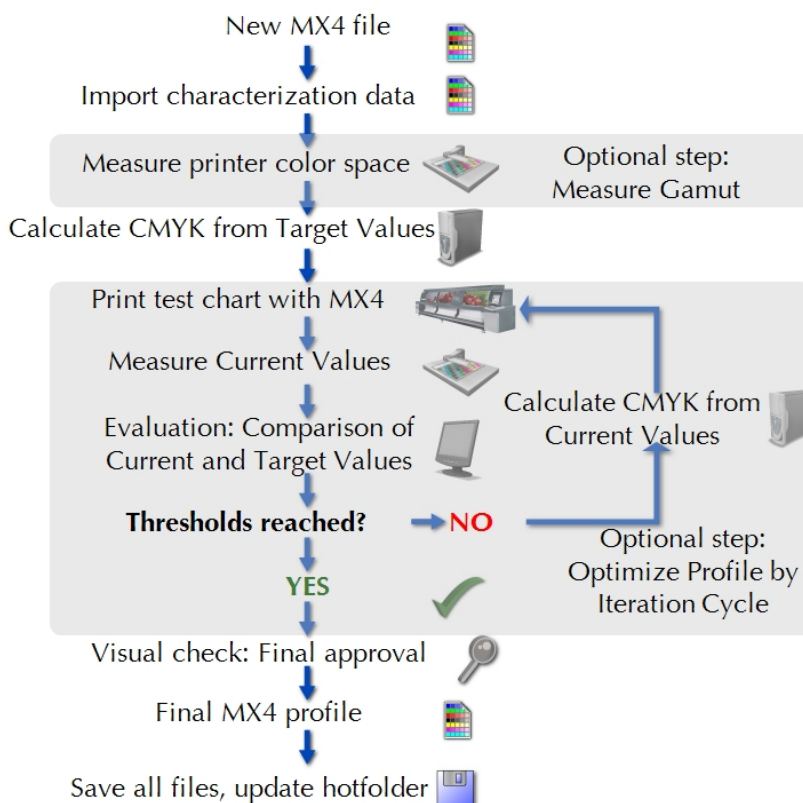 New MX4 file
Import characterization data
Measure printer color space
Optional step:
Measure Gamut
Calculate CMYK from Target Values
Print test chart with MX4
Measure Current Values
Calculate CMYK from
Current Values
Evaluation: Comparison of
Current and Target Values
Thresholds reached?
NO
Optional step:
Optimize Profile by
Iteration Cycle
YES
Visual check: Final approval
Final MX4 profile
Save all files, update hotfolder